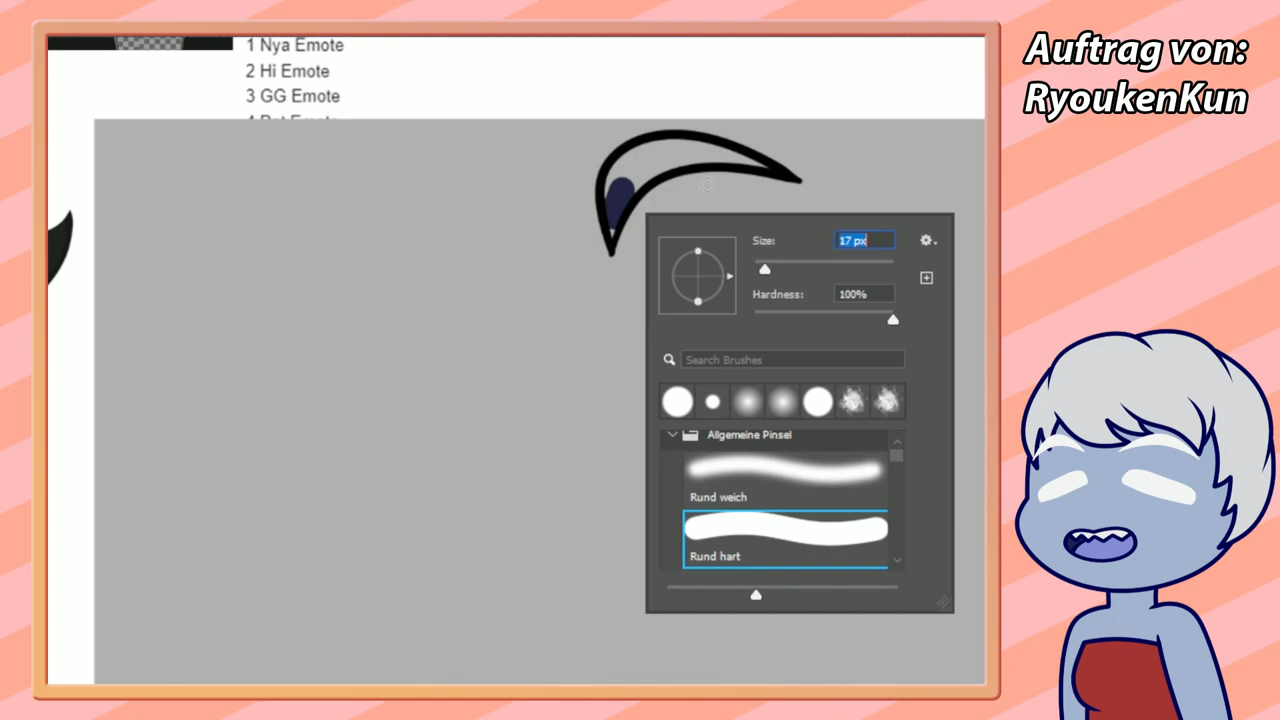 1 Nya Emote
2 Hi Emote
3 GG Emote
Auftrag von:
RyoukenKun
Size:
17 px
Hardness:
100%
Search Brushes
Allgemeine Pinsel
Rund weich
Rund hart